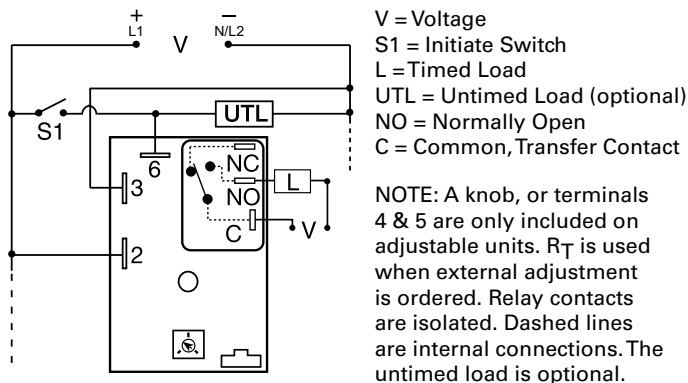 +
L1
V
–
N/L2
S1
UTL
6
3
2
NC
NO
C
L
V
V = Voltage
S1 = Initiate Switch
L = Timed Load
UTL = Untimed Load (optional)
NO = Normally Open
C = Common, Transfer Contact
NOTE: A knob, or terminals
4 & 5 are only included on
adjustable units. RT is used
when external adjustment
is ordered. Relay contacts
are isolated. Dashed lines
are internal connections. The
untimed load is optional.